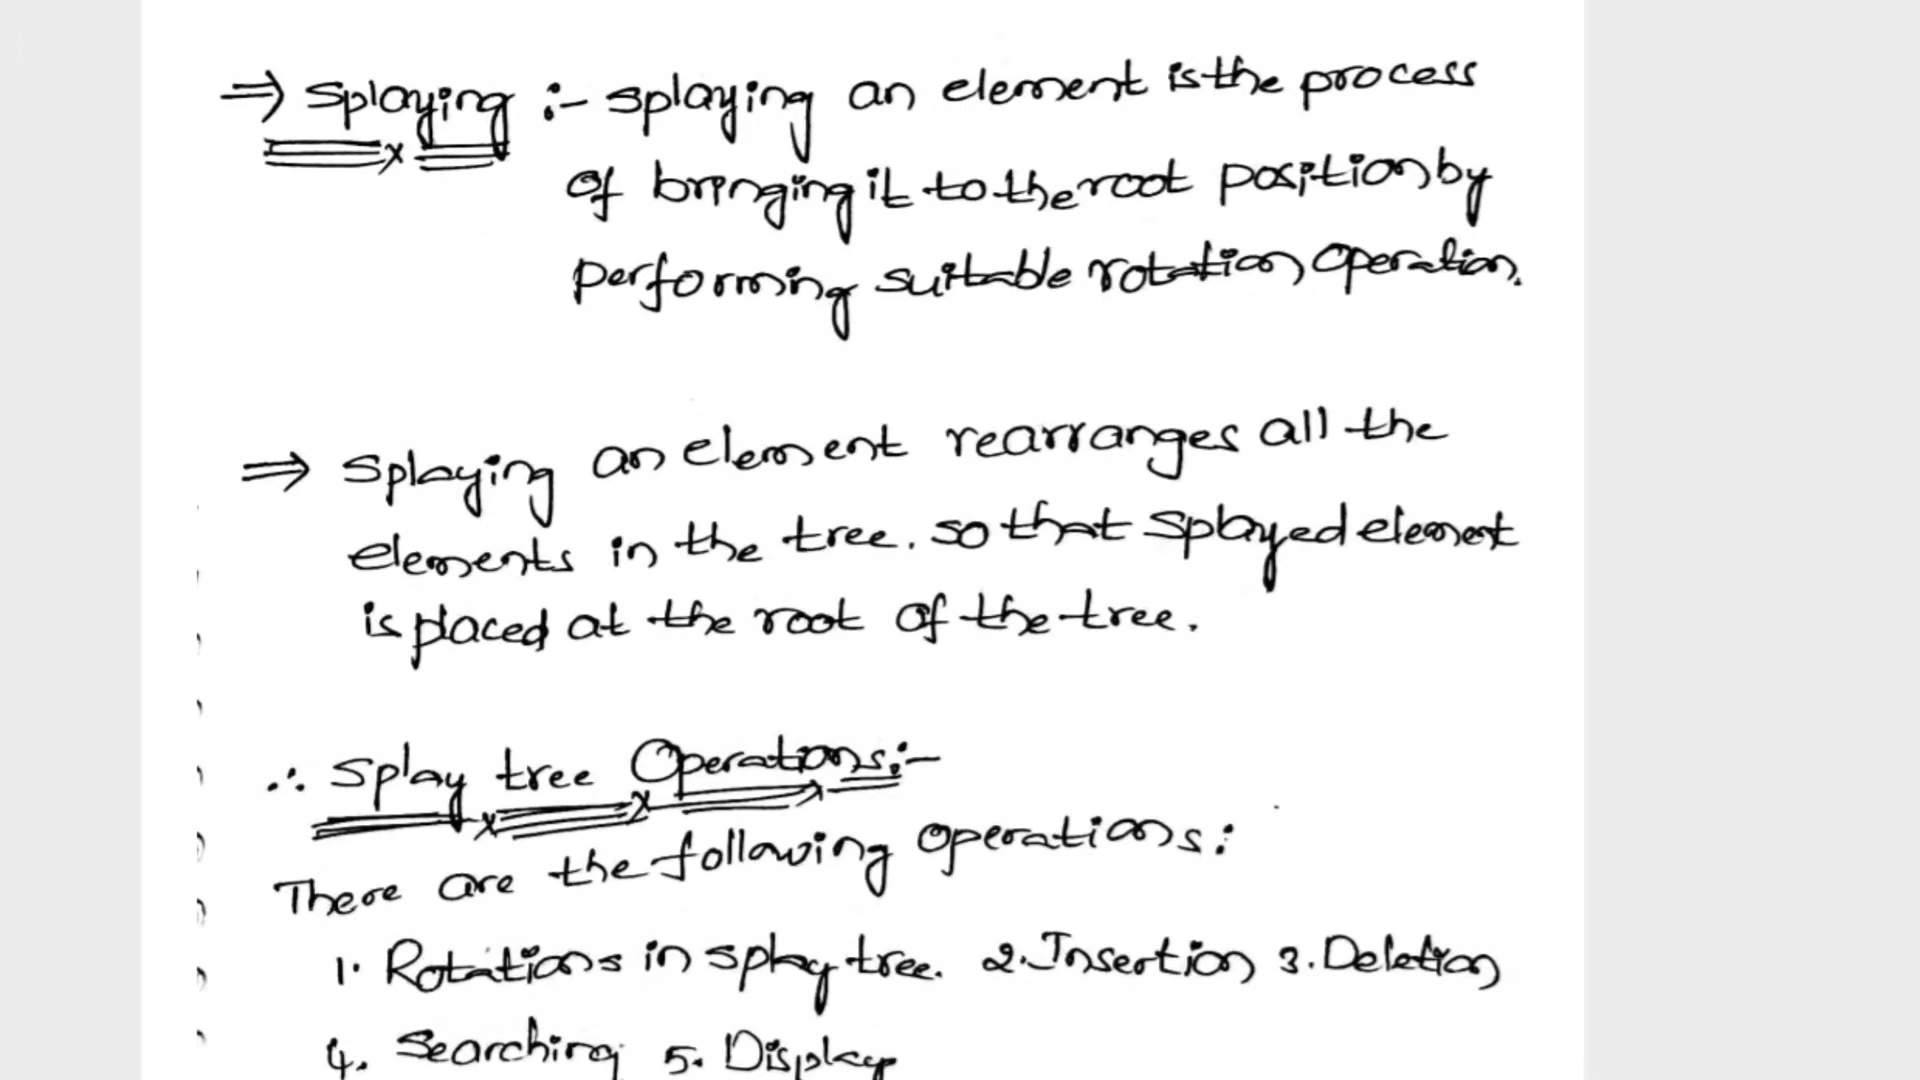 ⇒ Splaying :- splaying an element is the process
of bringing it to the root position by
performing suitable rotation operation.
⇒ Splaying an element rearranges all the
elements in the tree. so that splayed element
is placed at the root of the tree.
∴ Splay tree Operations:-
There are the following operations:
1. Rotations in splay tree. 2. Insertion 3. Deletion
4. Searching 5. Display